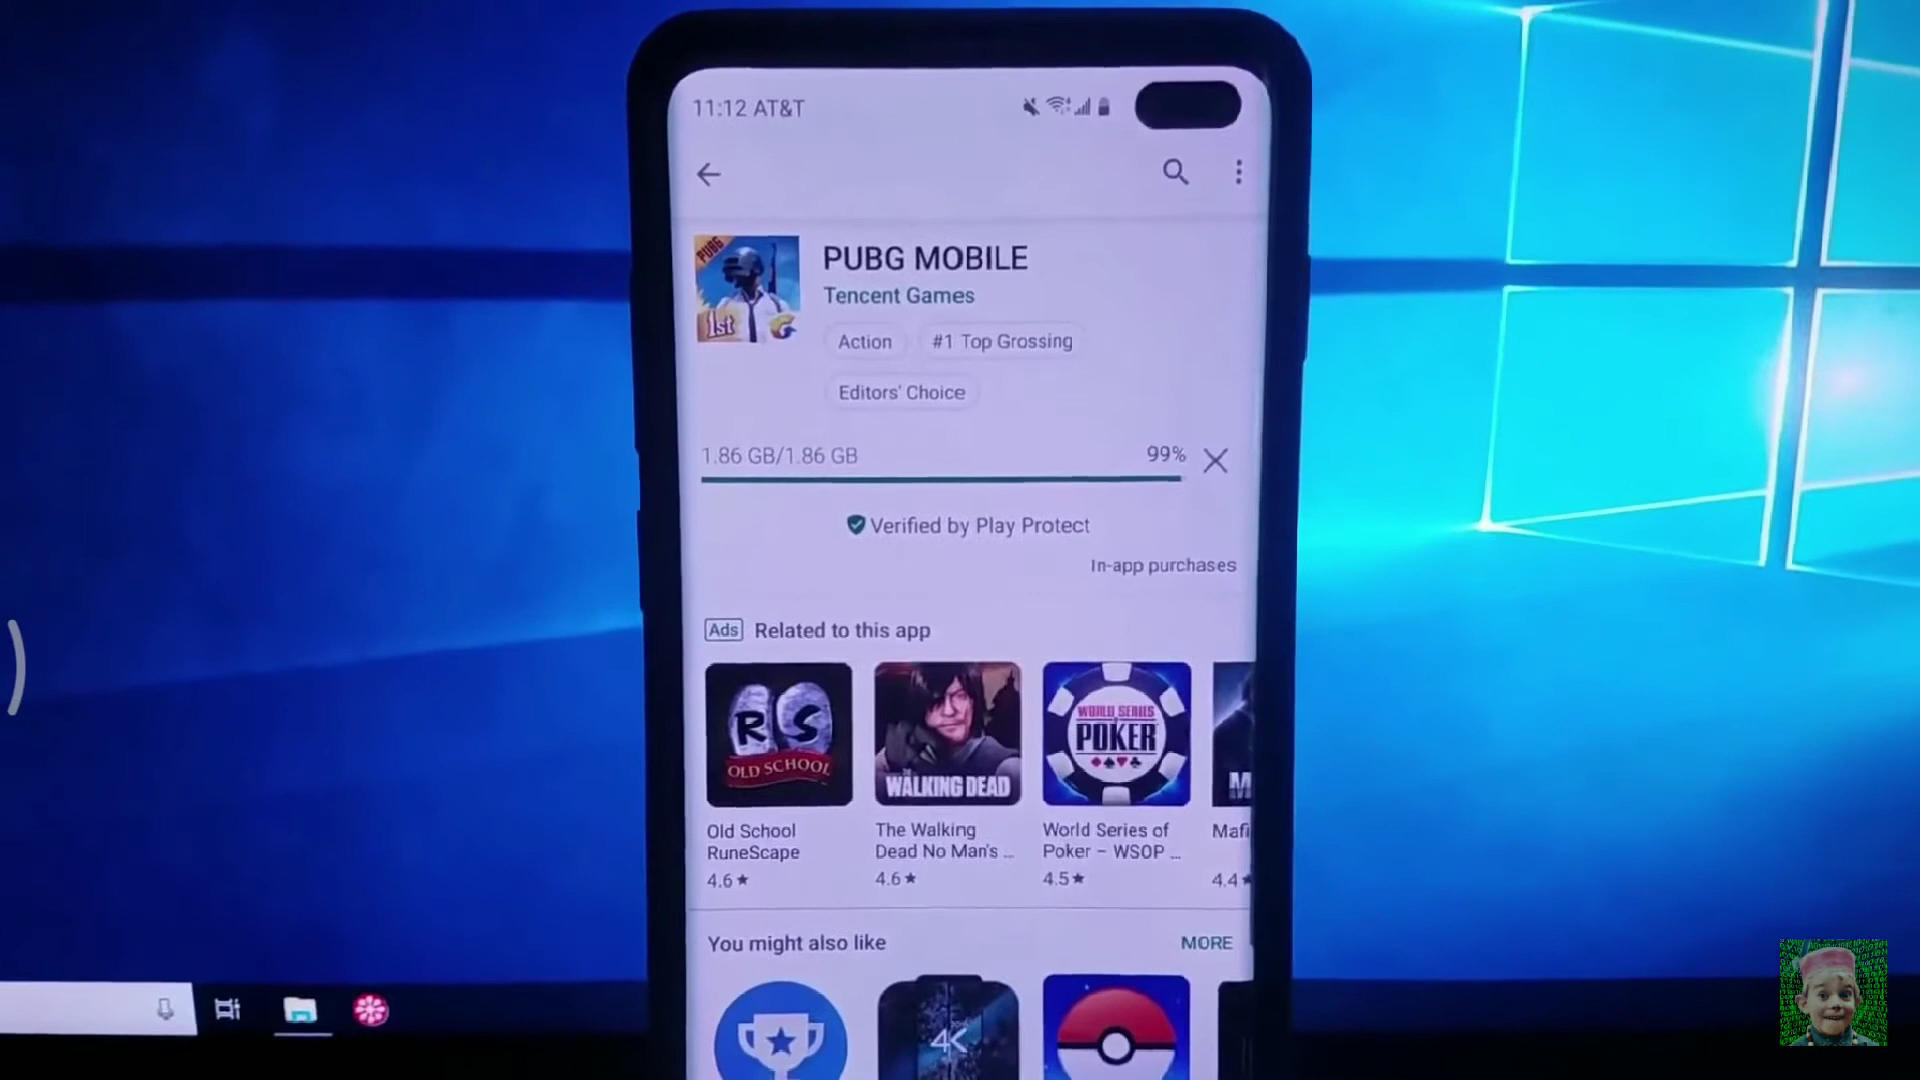 11:12 AT&T
PUBG
1st
PUBG MOBILE
Tencent Games
Action
#1 Top Grossing
Editors' Choice
1.86 GB/1.86 GB
99%
Verified by Play Protect
In-app purchases
Ads
Related to this app
RS
OLD SCHOOL
THE
WALKING DEAD
WORLD SERIES
POKER
M
Old School
RuneScape
4.6★
The Walking
Dead No Man's ...
4.6★
World Series of
Poker – WSOP ...
4.5★
Mafi
4.4★
You might also like
MORE
4K